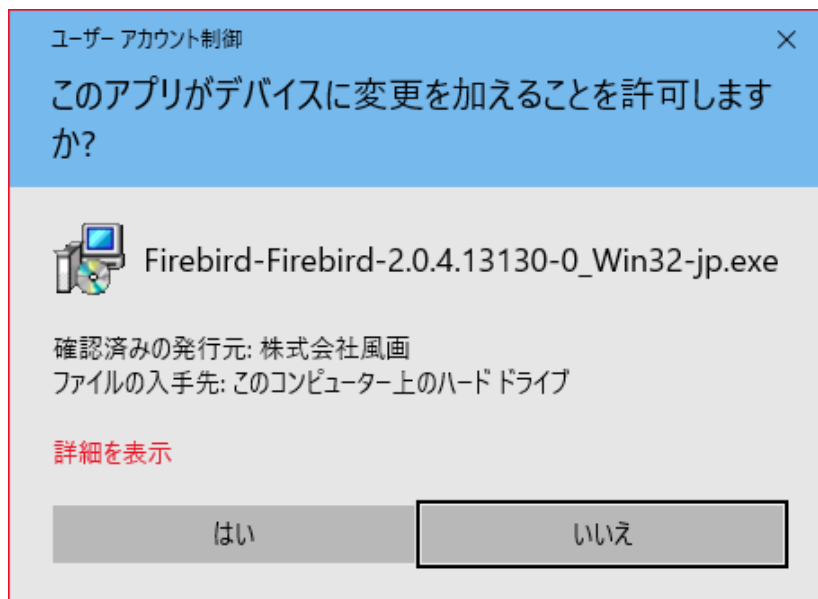 ユーザー アカウント制御
このアプリがデバイスに変更を加えることを許可します
か?
Firebird-Firebird-2.0.4.13130-0_Win32-jp.exe
確認済みの発行元: 株式会社風画
ファイルの入手先: このコンピューター上のハード ドライブ
詳細を表示
はい
いいえ